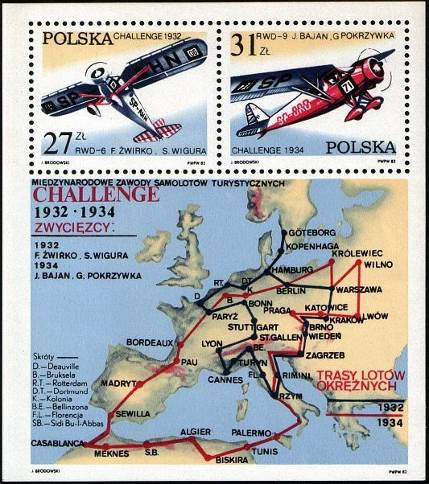 POLSKA
CHALLENGE 1932
SP-AHN
27 ZŁ
RWD-6 F. ŻWIRKO, S. WIGURA
J. BRODOWSKI
PWPW 82
31 ZŁ
RWD-9 J. BAJAN, G. POKRZYWKA
71
CHALLENGE 1934
POLSKA
J. BRODOWSKI
PWPW 82
MIĘDZYNARODOWE ZAWODY SAMOLOTÓW TURYSTYCZNYCH
CHALLENGE
1932 · 1934
ZWYCIĘZCY:
1932
F. ŻWIRKO, S. WIGURA
1934
J. BAJAN, G. POKRZYWKA
GÖTEBORG
KOPENHAGA
KRÓLEWIEC
WILNO
HAMBURG
R.T.
D.T.
BERLIN
WARSZAWA
K
D
B
BONN
PARYŻ
PRAGA
KATOWICE
LWÓW
KRAKÓW
STUTTGART
BRNO
BORDEAUX
LYON
ST. GALLEN
WIEDEŃ
BE.
ZAGRZEB
PAU
TURYN
CANNES
FL.
RIMINI
TRASY LOTÓW
OKRĘŻNYCH
MADRYT
RZYM
1932
1934
SEWILLA
CASABLANCA
MEKNES
S.B.
ALGIER
BISKIRA
PALERMO
TUNIS
Skróty —
D. — Deauville
B. — Bruksela
R.T. — Rotterdam
D.T. — Dortmund
K. — Kolonia
B.E. — Bellinzona
F.L. — Florencja
SB. — Sidi Bu-l-Abbas
J. BRODOWSKI
PWPW 82